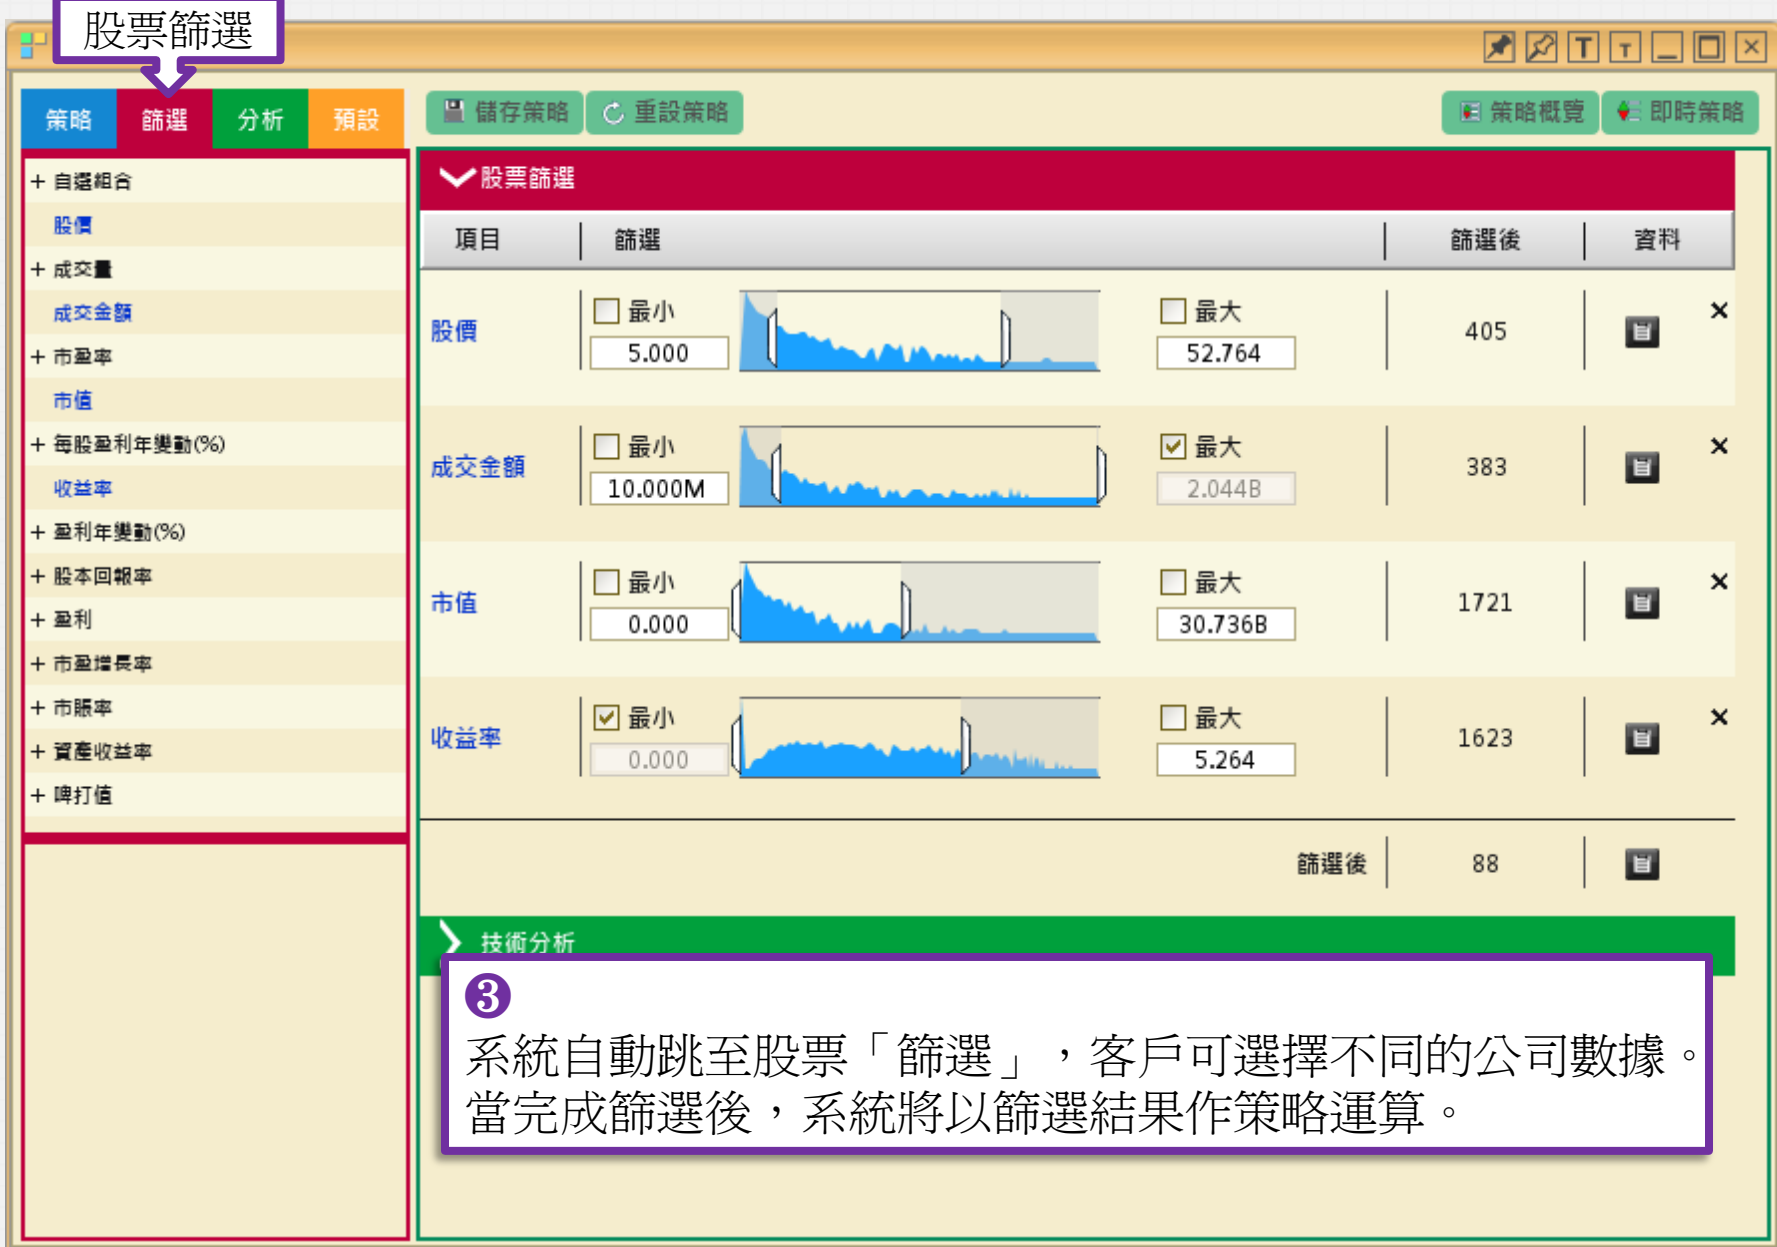 股票篩選
T T
策略 篩選 分析 預設
儲存策略 重設策略 策略概覽 即時策略
+ 自選組合
股價
+ 成交量
成交金額
+ 市盈率
市值
+ 每股盈利年變動(%)
收益率
+ 盈利年變動(%)
+ 股本回報率
+ 盈利
+ 市盈增長率
+ 市賬率
+ 資產收益率
+ 啤打值
股票篩選
項目 篩選 篩選後 資料
股價 最小 5.000 最大 52.764 405
成交金額 最小 10.000M 最大 2.044B 383
市值 最小 0.000 最大 30.736B 1721
收益率 最小 0.000 最大 5.264 1623
篩選後 88
技術分析
❸
系統自動跳至股票「篩選」，客戶可選擇不同的公司數據。
當完成篩選後，系統將以篩選結果作策略運算。